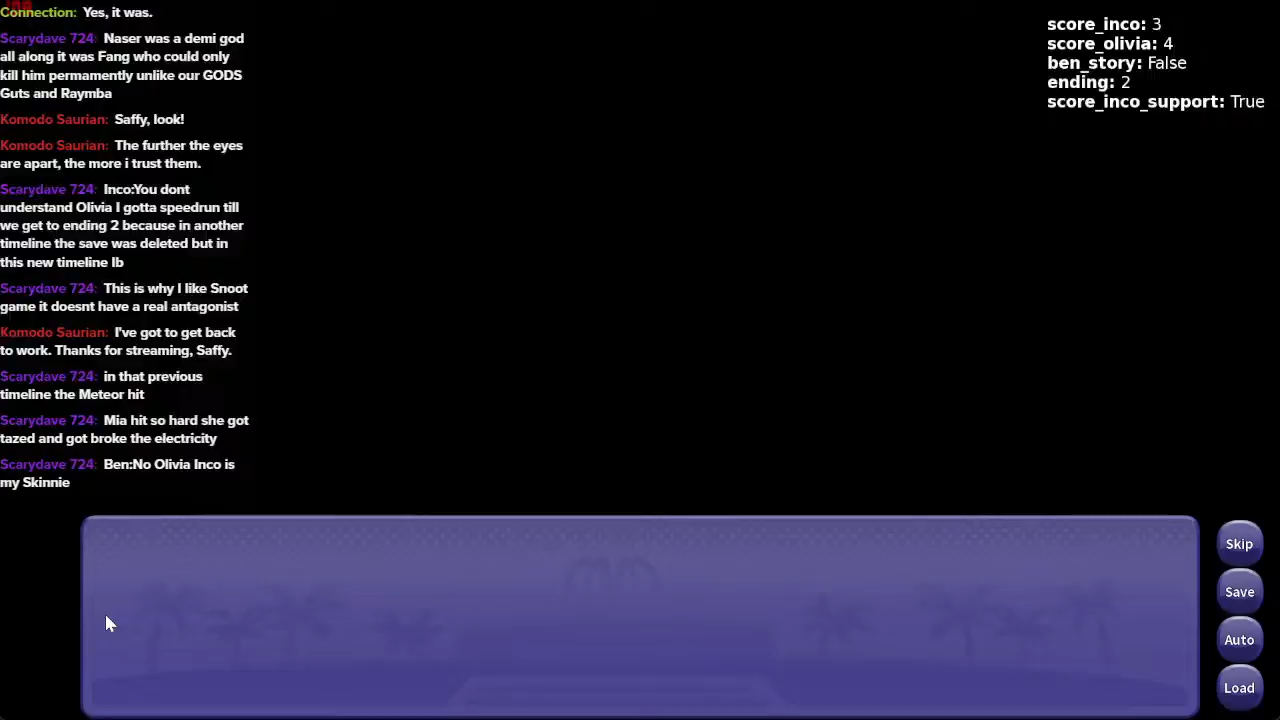 Connection: Yes, it was.
Scarydave 724: Naser was a demi god
all along it was Fang who could only
kill him permamently unlike our GODS
Guts and Raymba
Komodo Saurian: Saffy, look!
Komodo Saurian: The further the eyes
are apart, the more i trust them.
Scarydave 724: Inco:You dont
understand Olivia I gotta speedrun till
we get to ending 2 because in another
timeline the save was deleted but in
this new timeline Ib
Scarydave 724: This is why I like Snoot
game it doesnt have a real antagonist
Komodo Saurian: I've got to get back
to work. Thanks for streaming, Saffy.
Scarydave 724: in that previous
timeline the Meteor hit
Scarydave 724: Mia hit so hard she got
tazed and got broke the electricity
Scarydave 724: Ben:No Olivia Inco is
my Skinnie
score_inco: 3
score_olivia: 4
ben_story: False
ending: 2
score_inco_support: True
Skip
Save
Auto
Load